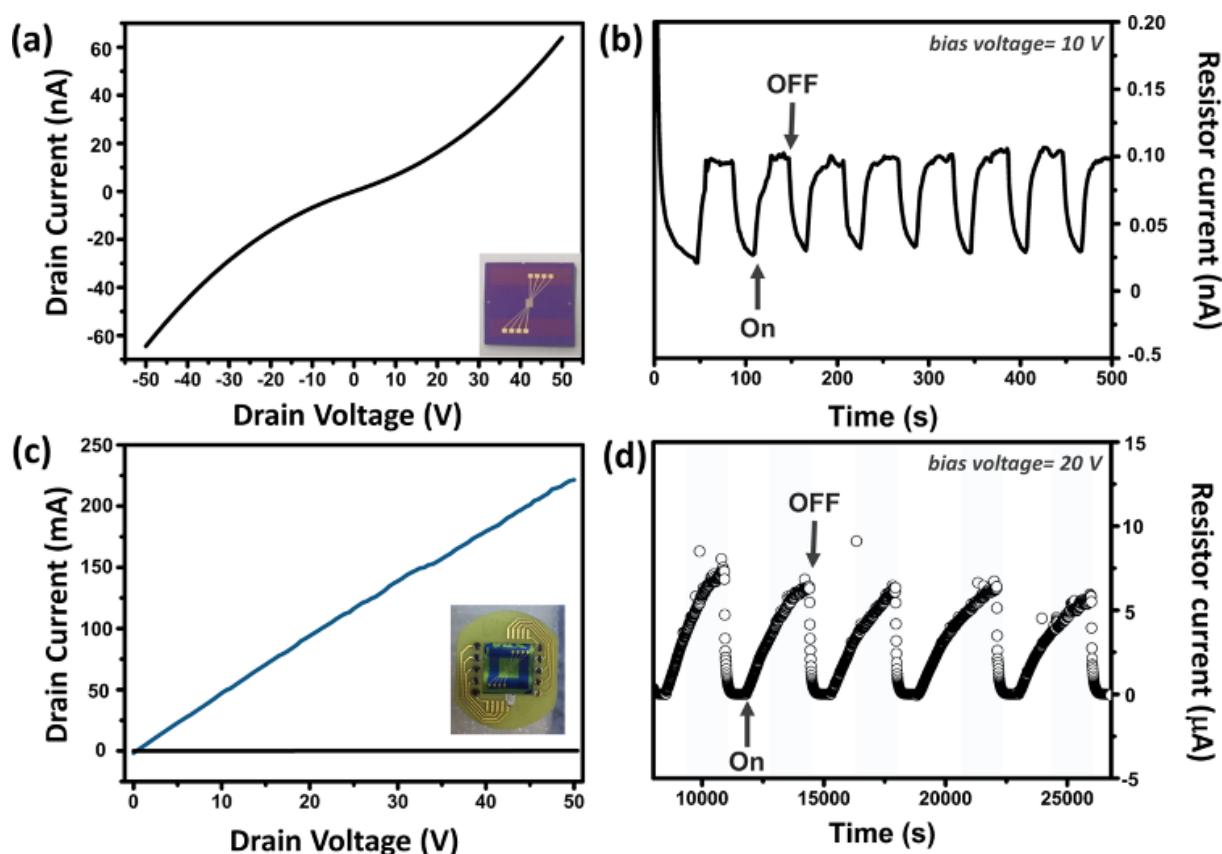 (a)
Drain Current (nA)
60
40
20
0
-20
-40
-60
-50 -40 -30 -20 -10 0 10 20 30 40 50
Drain Voltage (V)
(b)
bias voltage= 10 V
OFF
On
0.20
0.15
0.10
0.05
0
-0.5
Resistor current (nA)
0 100 200 300 400 500
Time (s)
(c)
Drain Current (mA)
250
200
150
100
50
0
0 10 20 30 40 50
Drain Voltage (V)
(d)
bias voltage= 20 V
OFF
On
15
10
5
0
-5
Resistor current (μA)
10000 15000 20000 25000
Time (s)